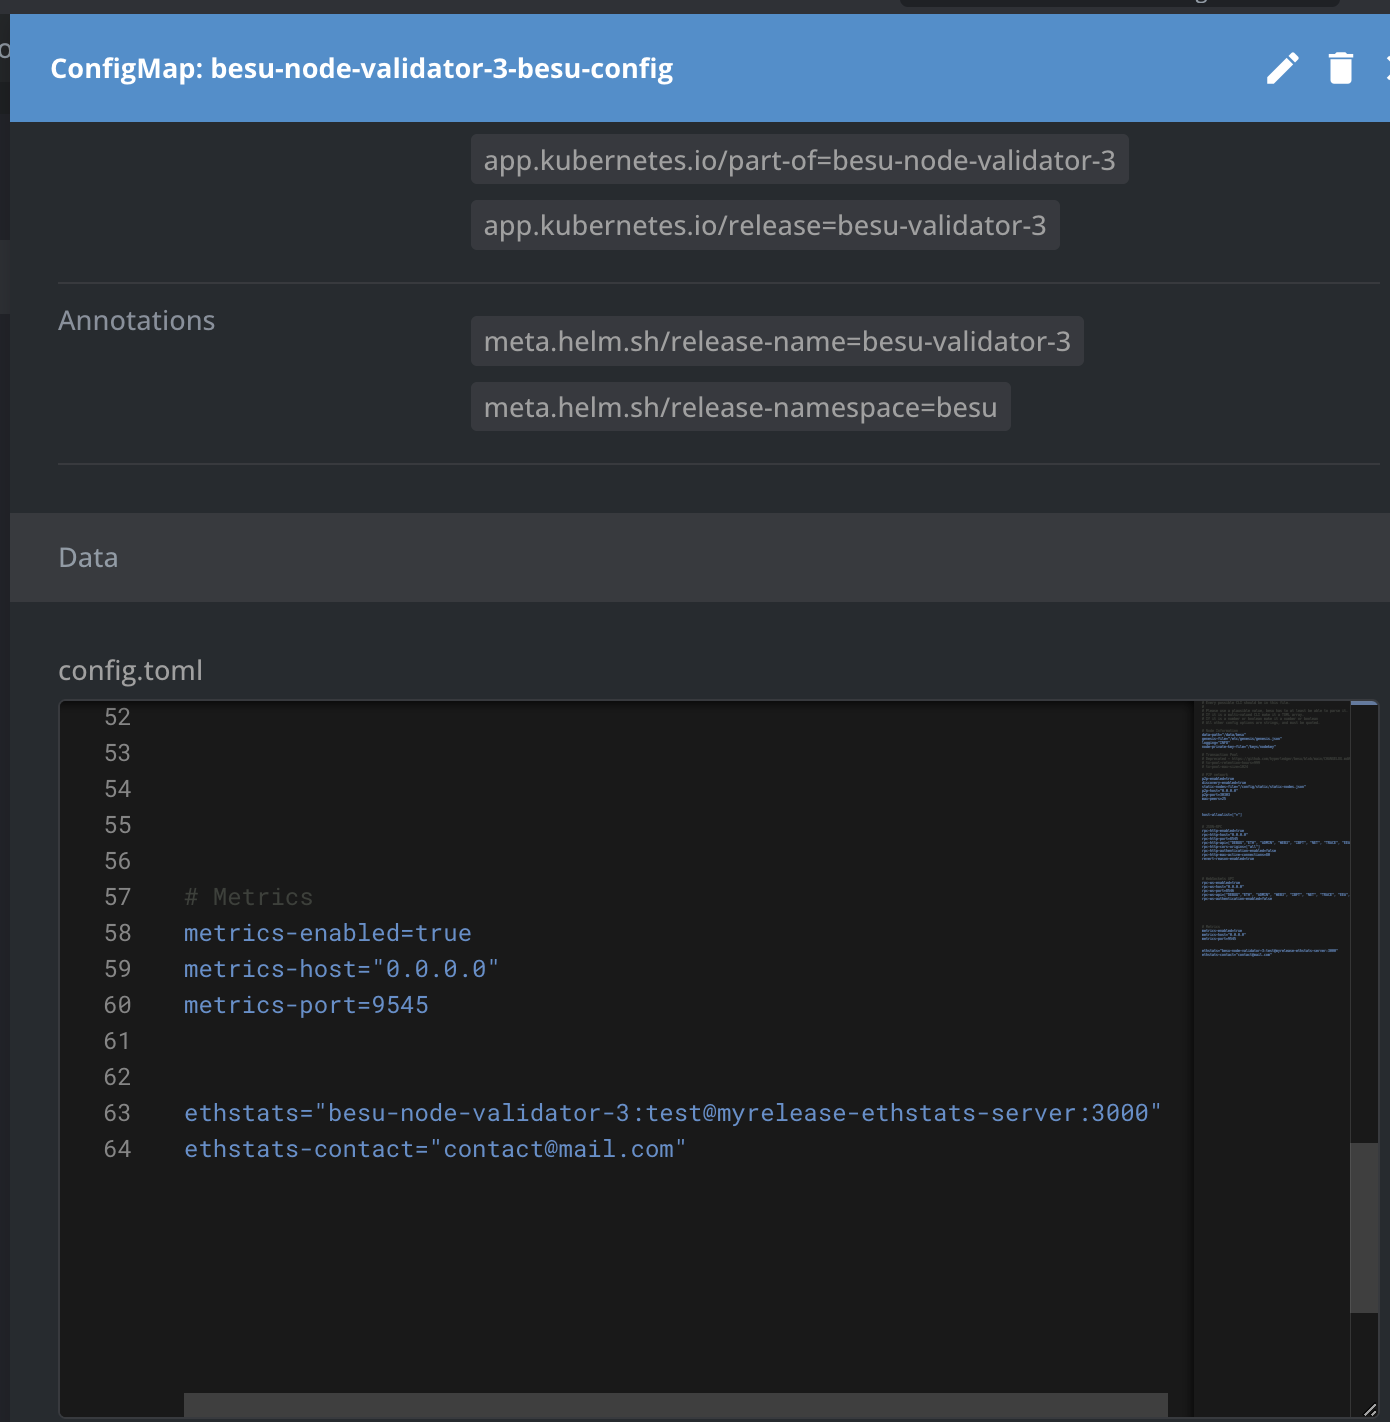 ConfigMap: besu-node-validator-3-besu-config
app.kubernetes.io/part-of=besu-node-validator-3
app.kubernetes.io/release=besu-validator-3
Annotations
meta.helm.sh/release-name=besu-validator-3
meta.helm.sh/release-namespace=besu
Data
config.toml
52
53
54
55
56
57 # Metrics
58 metrics-enabled=true
59 metrics-host="0.0.0.0"
60 metrics-port=9545
61
62
63 ethstats="besu-node-validator-3:test@myrelease-ethstats-server:3000"
64 ethstats-contact="contact@mail.com"